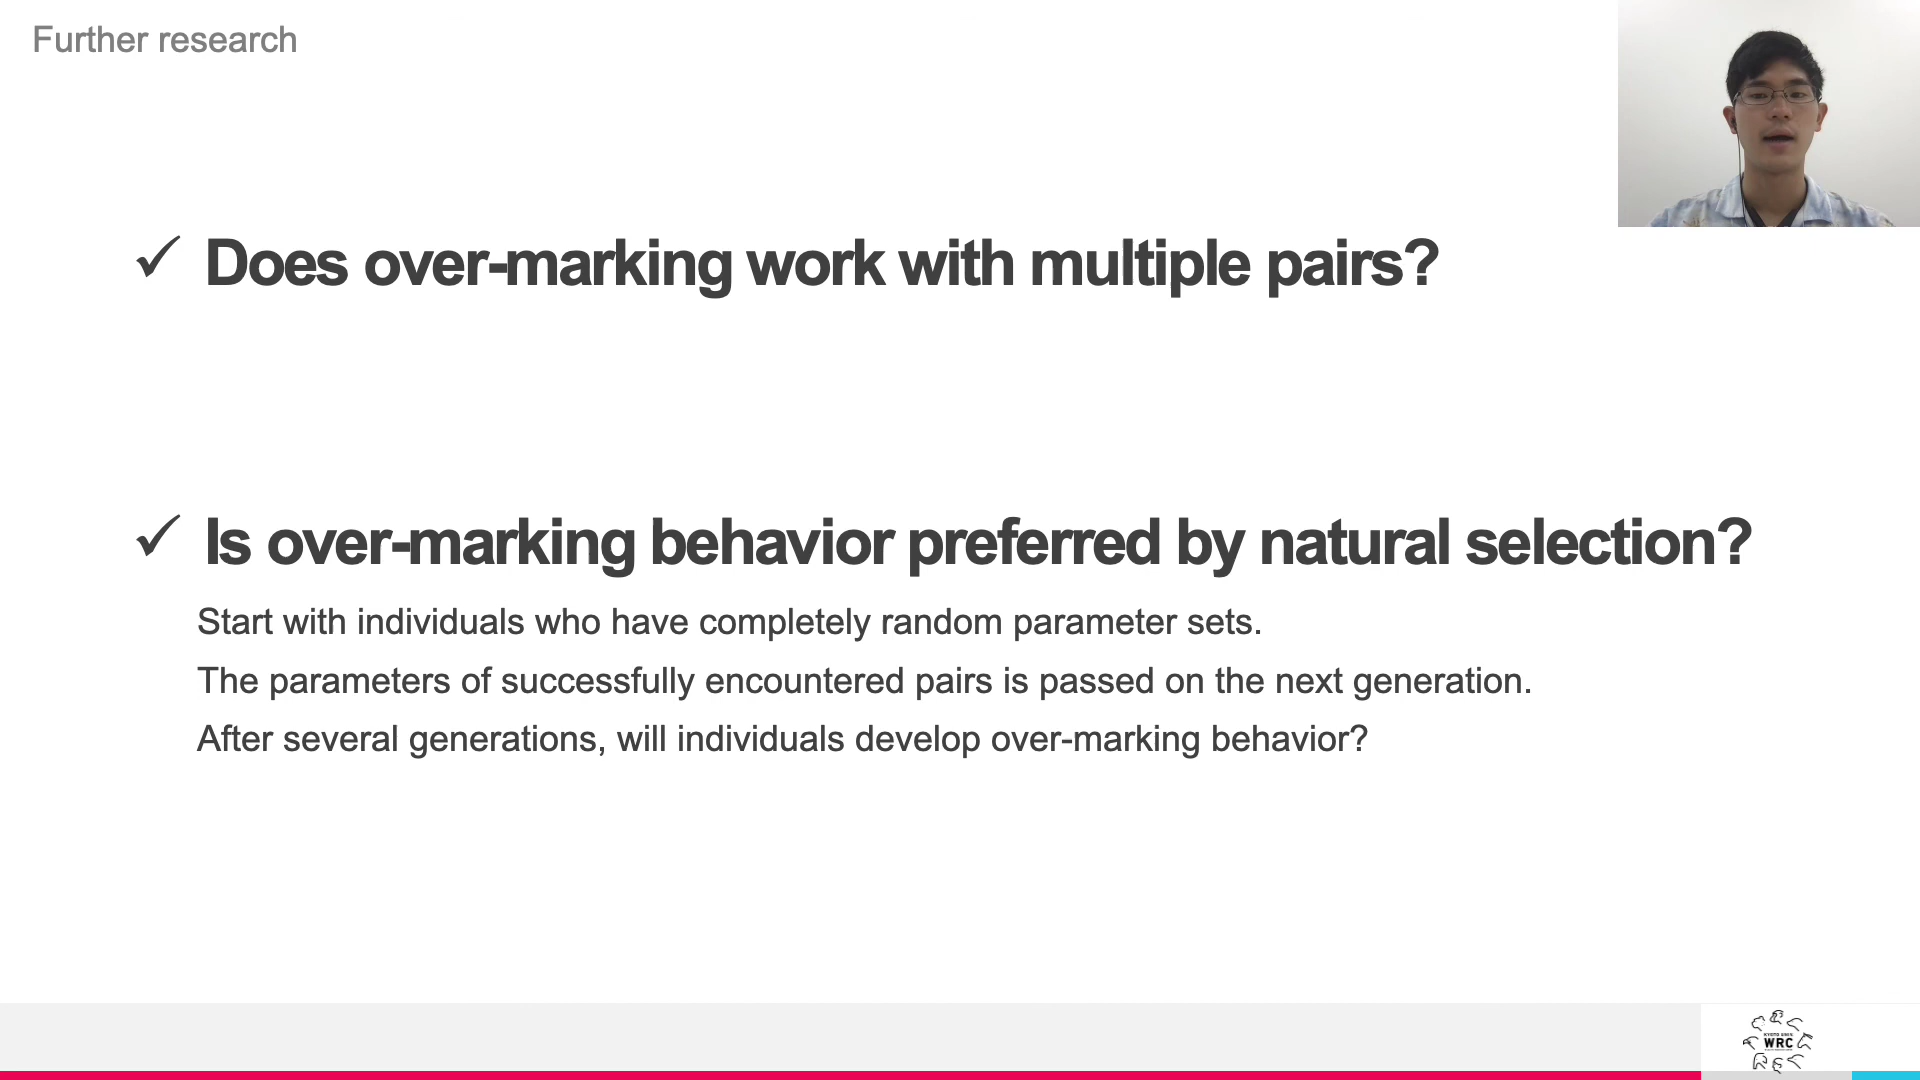 Further research
✓ Does over-marking work with multiple pairs?
✓ Is over-marking behavior preferred by natural selection?
Start with individuals who have completely random parameter sets.
The parameters of successfully encountered pairs is passed on the next generation.
After several generations, will individuals develop over-marking behavior?
KYOTO UNIV
WRC